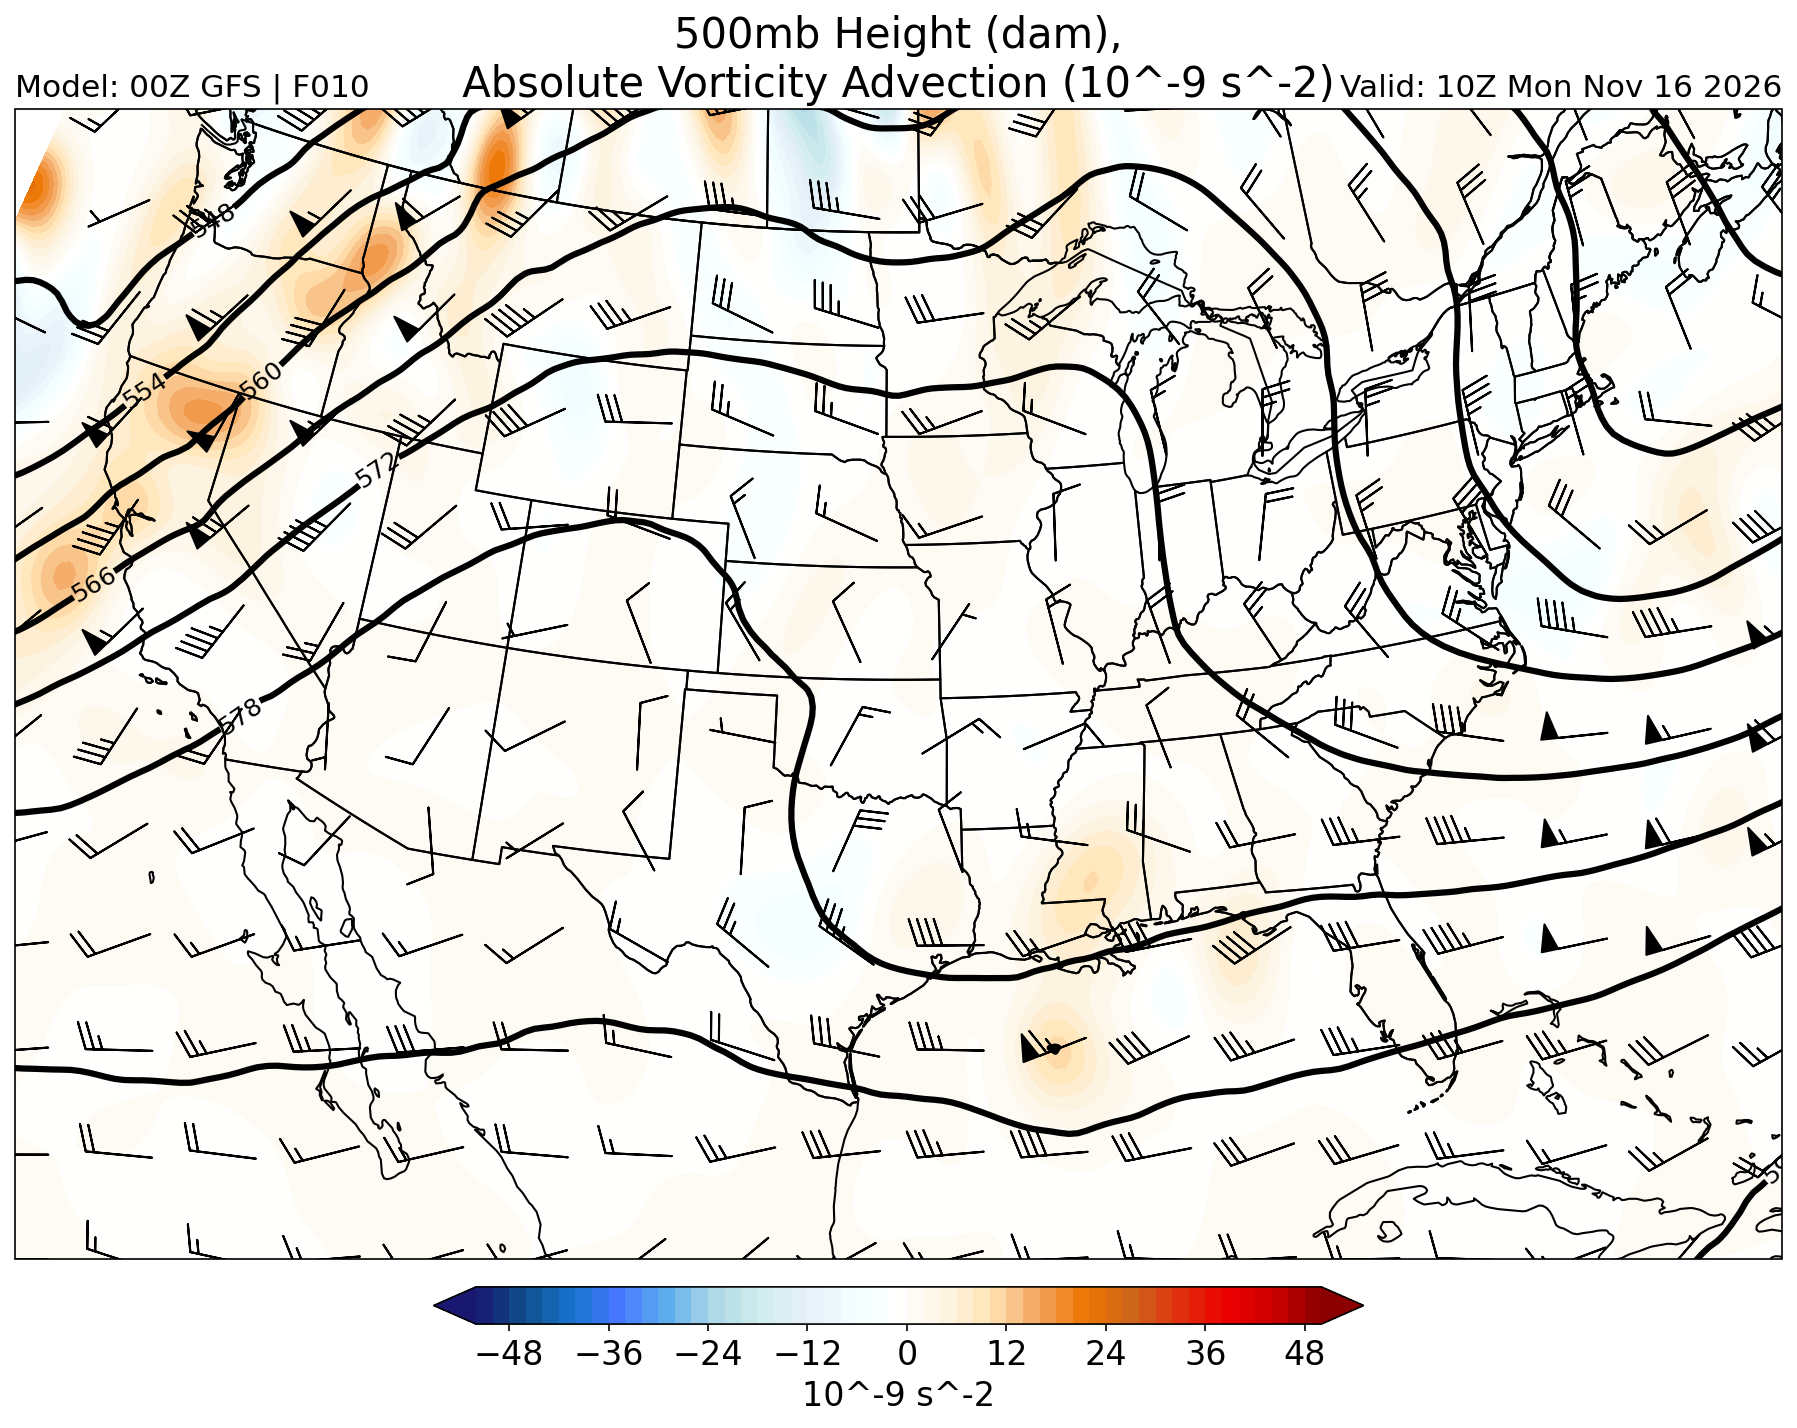 500mb Height (dam),
Absolute Vorticity Advection (10^-9 s^-2)
Model: 00Z GFS | F010
Valid: 10Z Mon Nov 16 2026
548
554
560
572
566
578
−48 −36 −24 −12 0 12 24 36 48
10^-9 s^-2